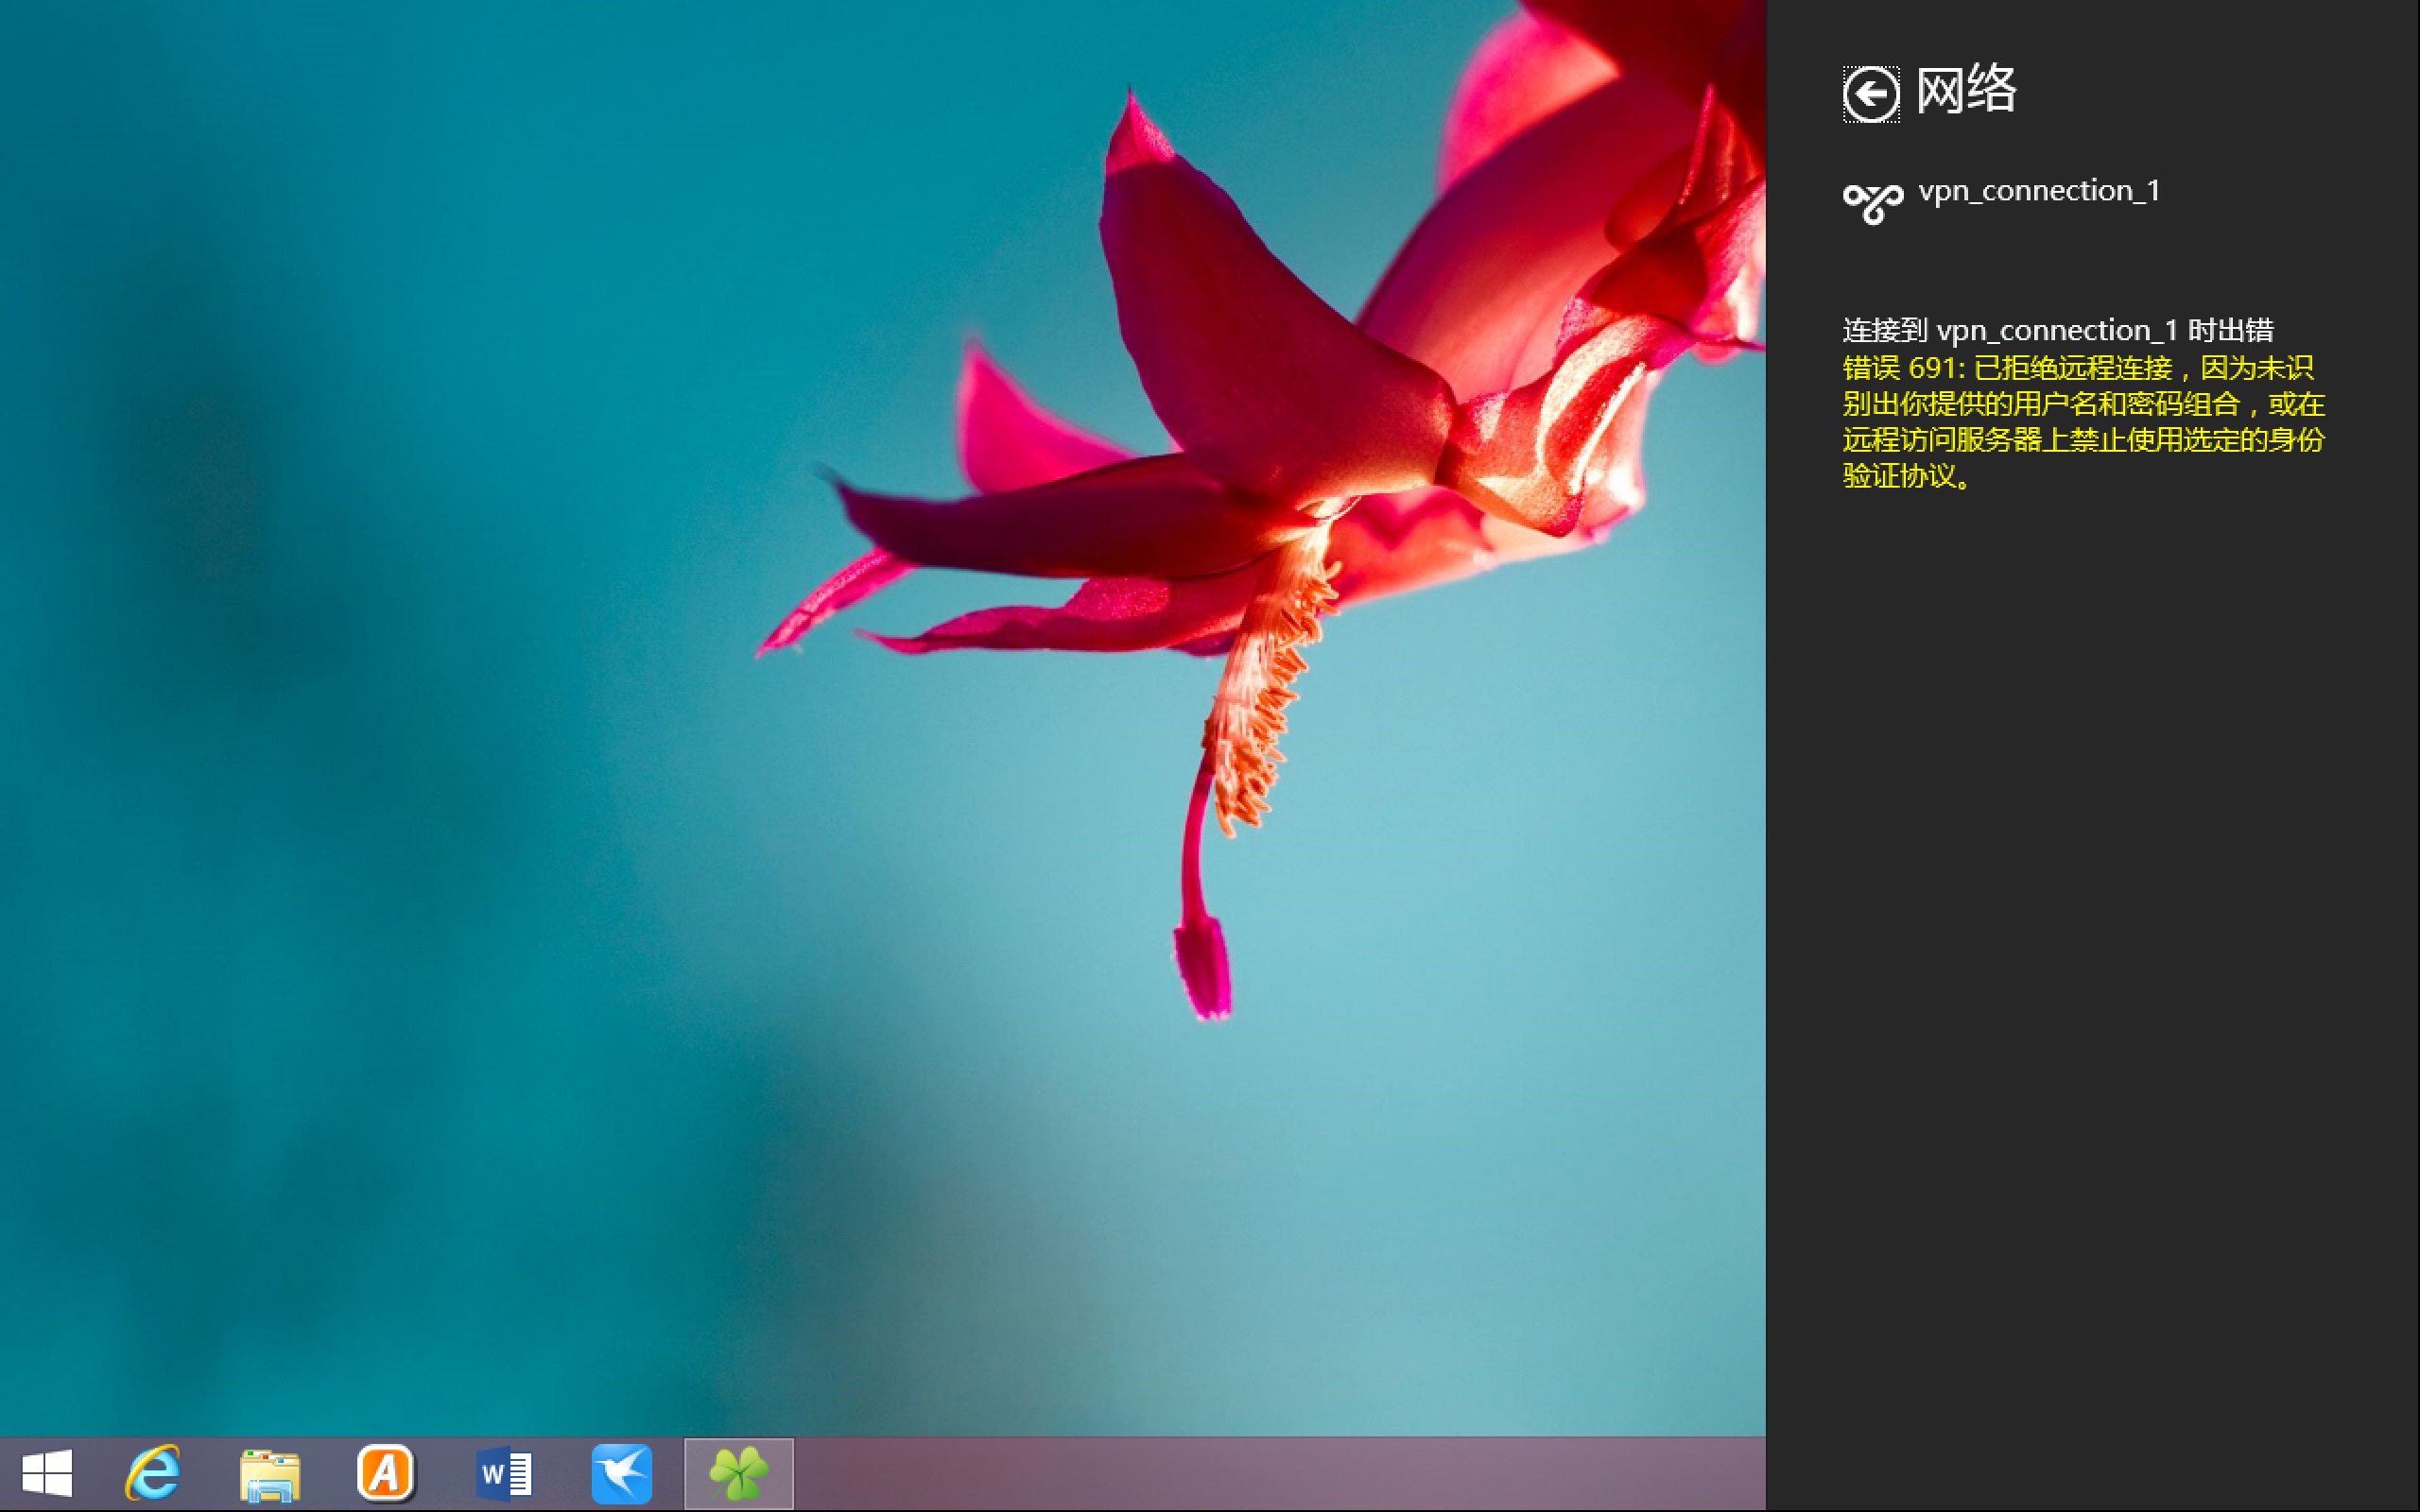 网络
vpn_connection_1
连接到 vpn_connection_1 时出错
错误 691: 已拒绝远程连接，因为未识
别出你提供的用户名和密码组合，或在
远程访问服务器上禁止使用选定的身份
验证协议。
A
W